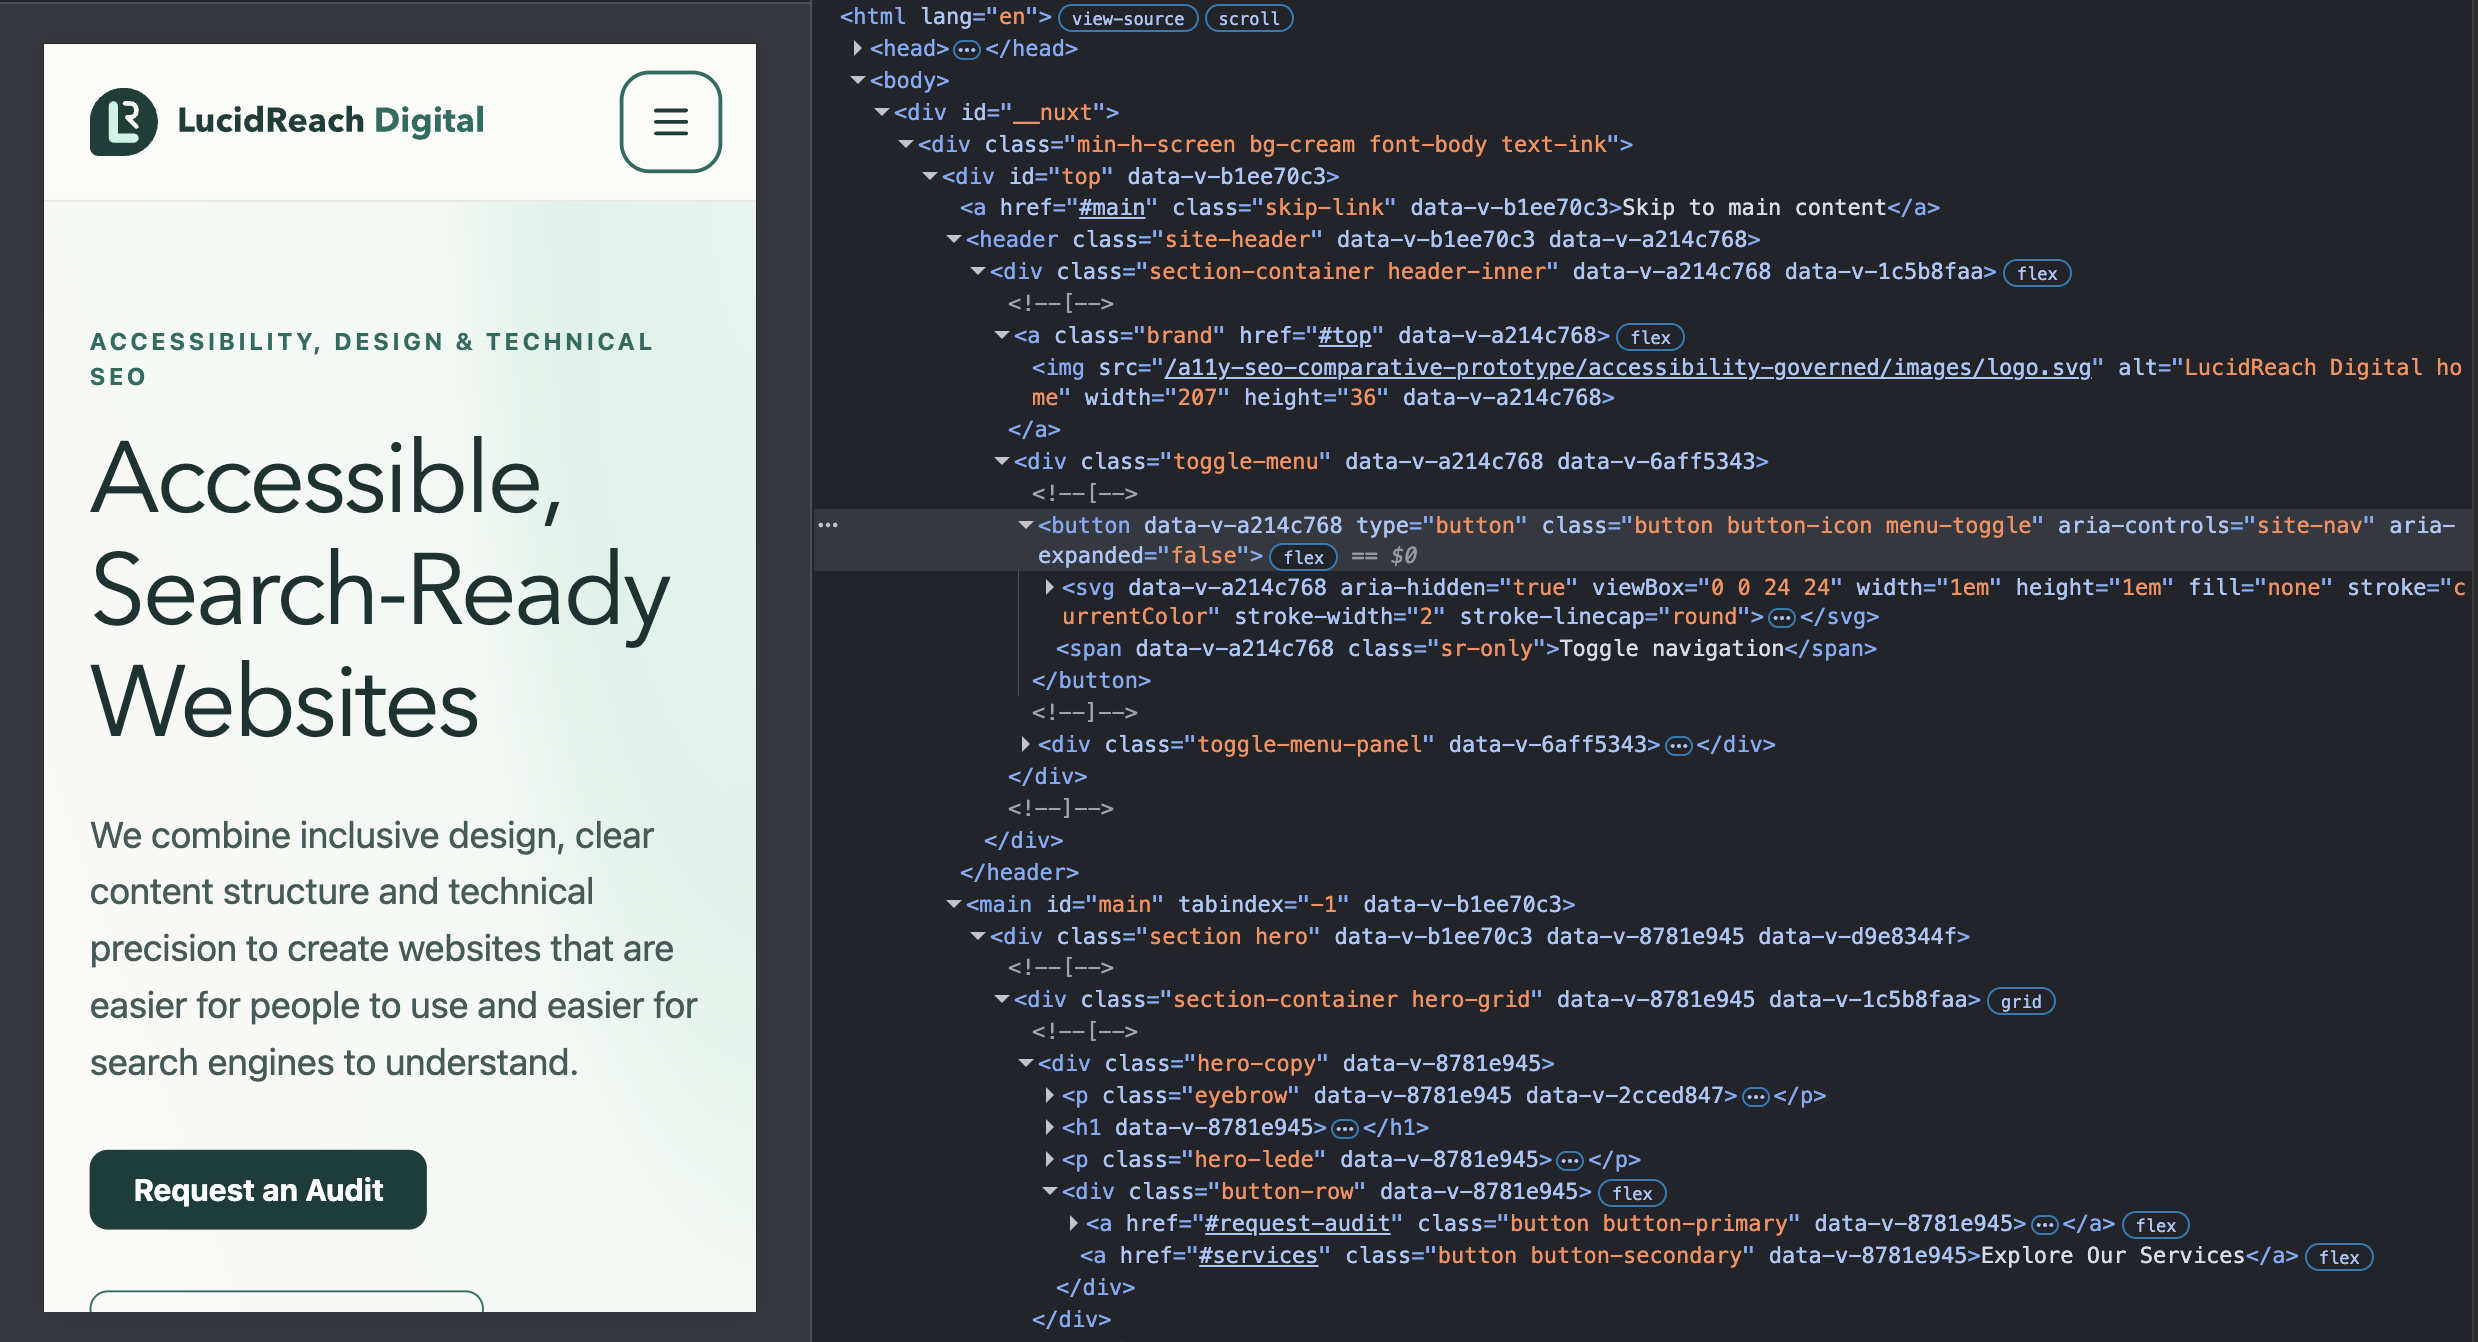 LucidReach Digital
ACCESSIBILITY, DESIGN & TECHNICAL
SEO
Accessible,
Search-Ready
Websites
We combine inclusive design, clear
content structure and technical
precision to create websites that are
easier for people to use and easier for
search engines to understand.
Request an Audit
<html lang="en"> view-source scroll
<head> ••• </head>
<body>
<div id="__nuxt">
<div class="min-h-screen bg-cream font-body text-ink">
<div id="top" data-v-b1ee70c3>
<a href="#main" class="skip-link" data-v-b1ee70c3>Skip to main content</a>
<header class="site-header" data-v-b1ee70c3 data-v-a214c768>
<div class="section-container header-inner" data-v-a214c768 data-v-1c5b8faa> flex
<!--[-->
<a class="brand" href="#top" data-v-a214c768> flex
<img src="/a11y-seo-comparative-prototype/accessibility-governed/images/logo.svg" alt="LucidReach Digital ho
me" width="207" height="36" data-v-a214c768>
</a>
<div class="toggle-menu" data-v-a214c768 data-v-6aff5343>
<!--[-->
••• <button data-v-a214c768 type="button" class="button button-icon menu-toggle" aria-controls="site-nav" aria-
expanded="false"> flex == $0
<svg data-v-a214c768 aria-hidden="true" viewBox="0 0 24 24" width="1em" height="1em" fill="none" stroke="c
urrentColor" stroke-width="2" stroke-linecap="round"> ••• </svg>
<span data-v-a214c768 class="sr-only">Toggle navigation</span>
</button>
<!--]-->
<div class="toggle-menu-panel" data-v-6aff5343> ••• </div>
</div>
<!--]-->
</div>
</header>
<main id="main" tabindex="-1" data-v-b1ee70c3>
<div class="section hero" data-v-b1ee70c3 data-v-8781e945 data-v-d9e8344f>
<!--[-->
<div class="section-container hero-grid" data-v-8781e945 data-v-1c5b8faa> grid
<!--[-->
<div class="hero-copy" data-v-8781e945>
<p class="eyebrow" data-v-8781e945 data-v-2cced847> ••• </p>
<h1 data-v-8781e945> ••• </h1>
<p class="hero-lede" data-v-8781e945> ••• </p>
<div class="button-row" data-v-8781e945> flex
<a href="#request-audit" class="button button-primary" data-v-8781e945> ••• </a> flex
<a href="#services" class="button button-secondary" data-v-8781e945>Explore Our Services</a> flex
</div>
</div>